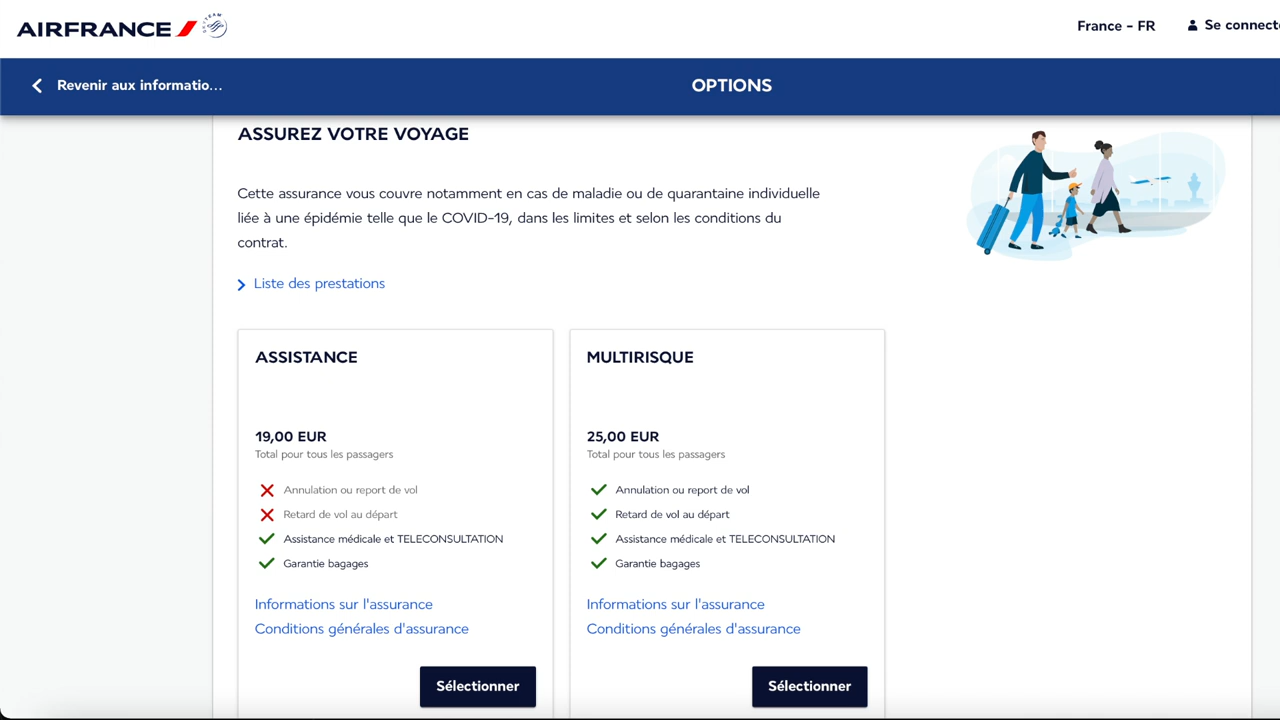 AIRFRANCE
SKYTEAM
France - FR
Se connect
Revenir aux informatio...
OPTIONS
ASSUREZ VOTRE VOYAGE
Cette assurance vous couvre notamment en cas de maladie ou de quarantaine individuelle
liée à une épidémie telle que le COVID-19, dans les limites et selon les conditions du
contrat.
Liste des prestations
ASSISTANCE
19,00 EUR
Total pour tous les passagers
Annulation ou report de vol
Retard de vol au départ
Assistance médicale et TELECONSULTATION
Garantie bagages
Informations sur l'assurance
Conditions générales d'assurance
Sélectionner
MULTIRISQUE
25,00 EUR
Total pour tous les passagers
Annulation ou report de vol
Retard de vol au départ
Assistance médicale et TELECONSULTATION
Garantie bagages
Informations sur l'assurance
Conditions générales d'assurance
Sélectionner